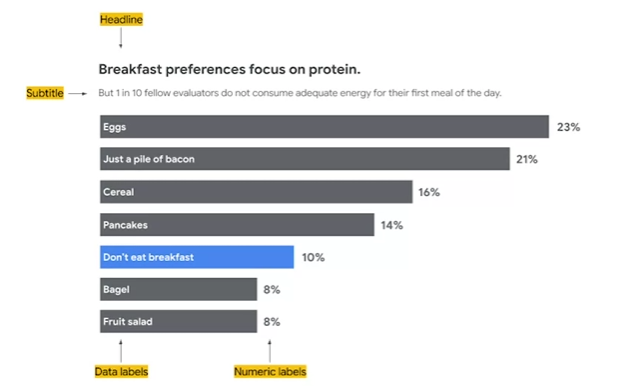 Headline
Breakfast preferences focus on protein.
Subtitle
But 1 in 10 fellow evaluators do not consume adequate energy for their first meal of the day.
Eggs 23%
Just a pile of bacon 21%
Cereal 16%
Pancakes 14%
Don't eat breakfast 10%
Bagel 8%
Fruit salad 8%
Data labels Numeric labels